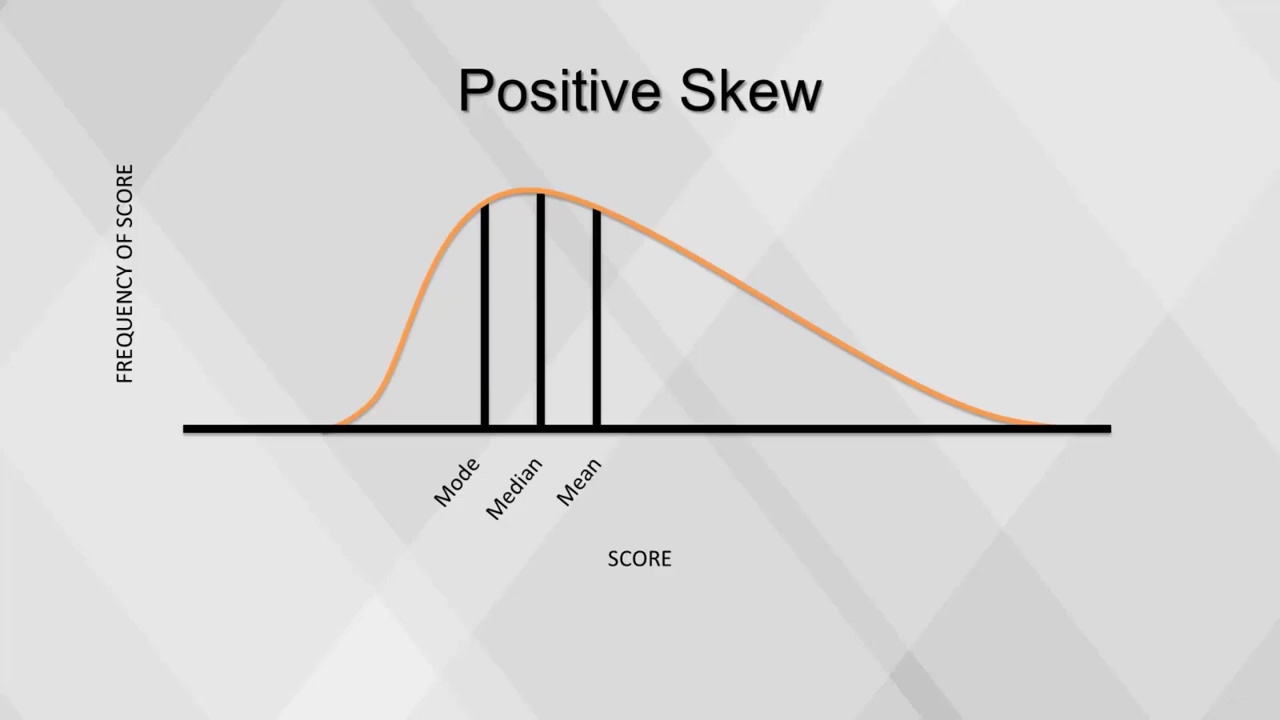 Positive Skew
FREQUENCY OF SCORE
Mode
Median
Mean
SCORE